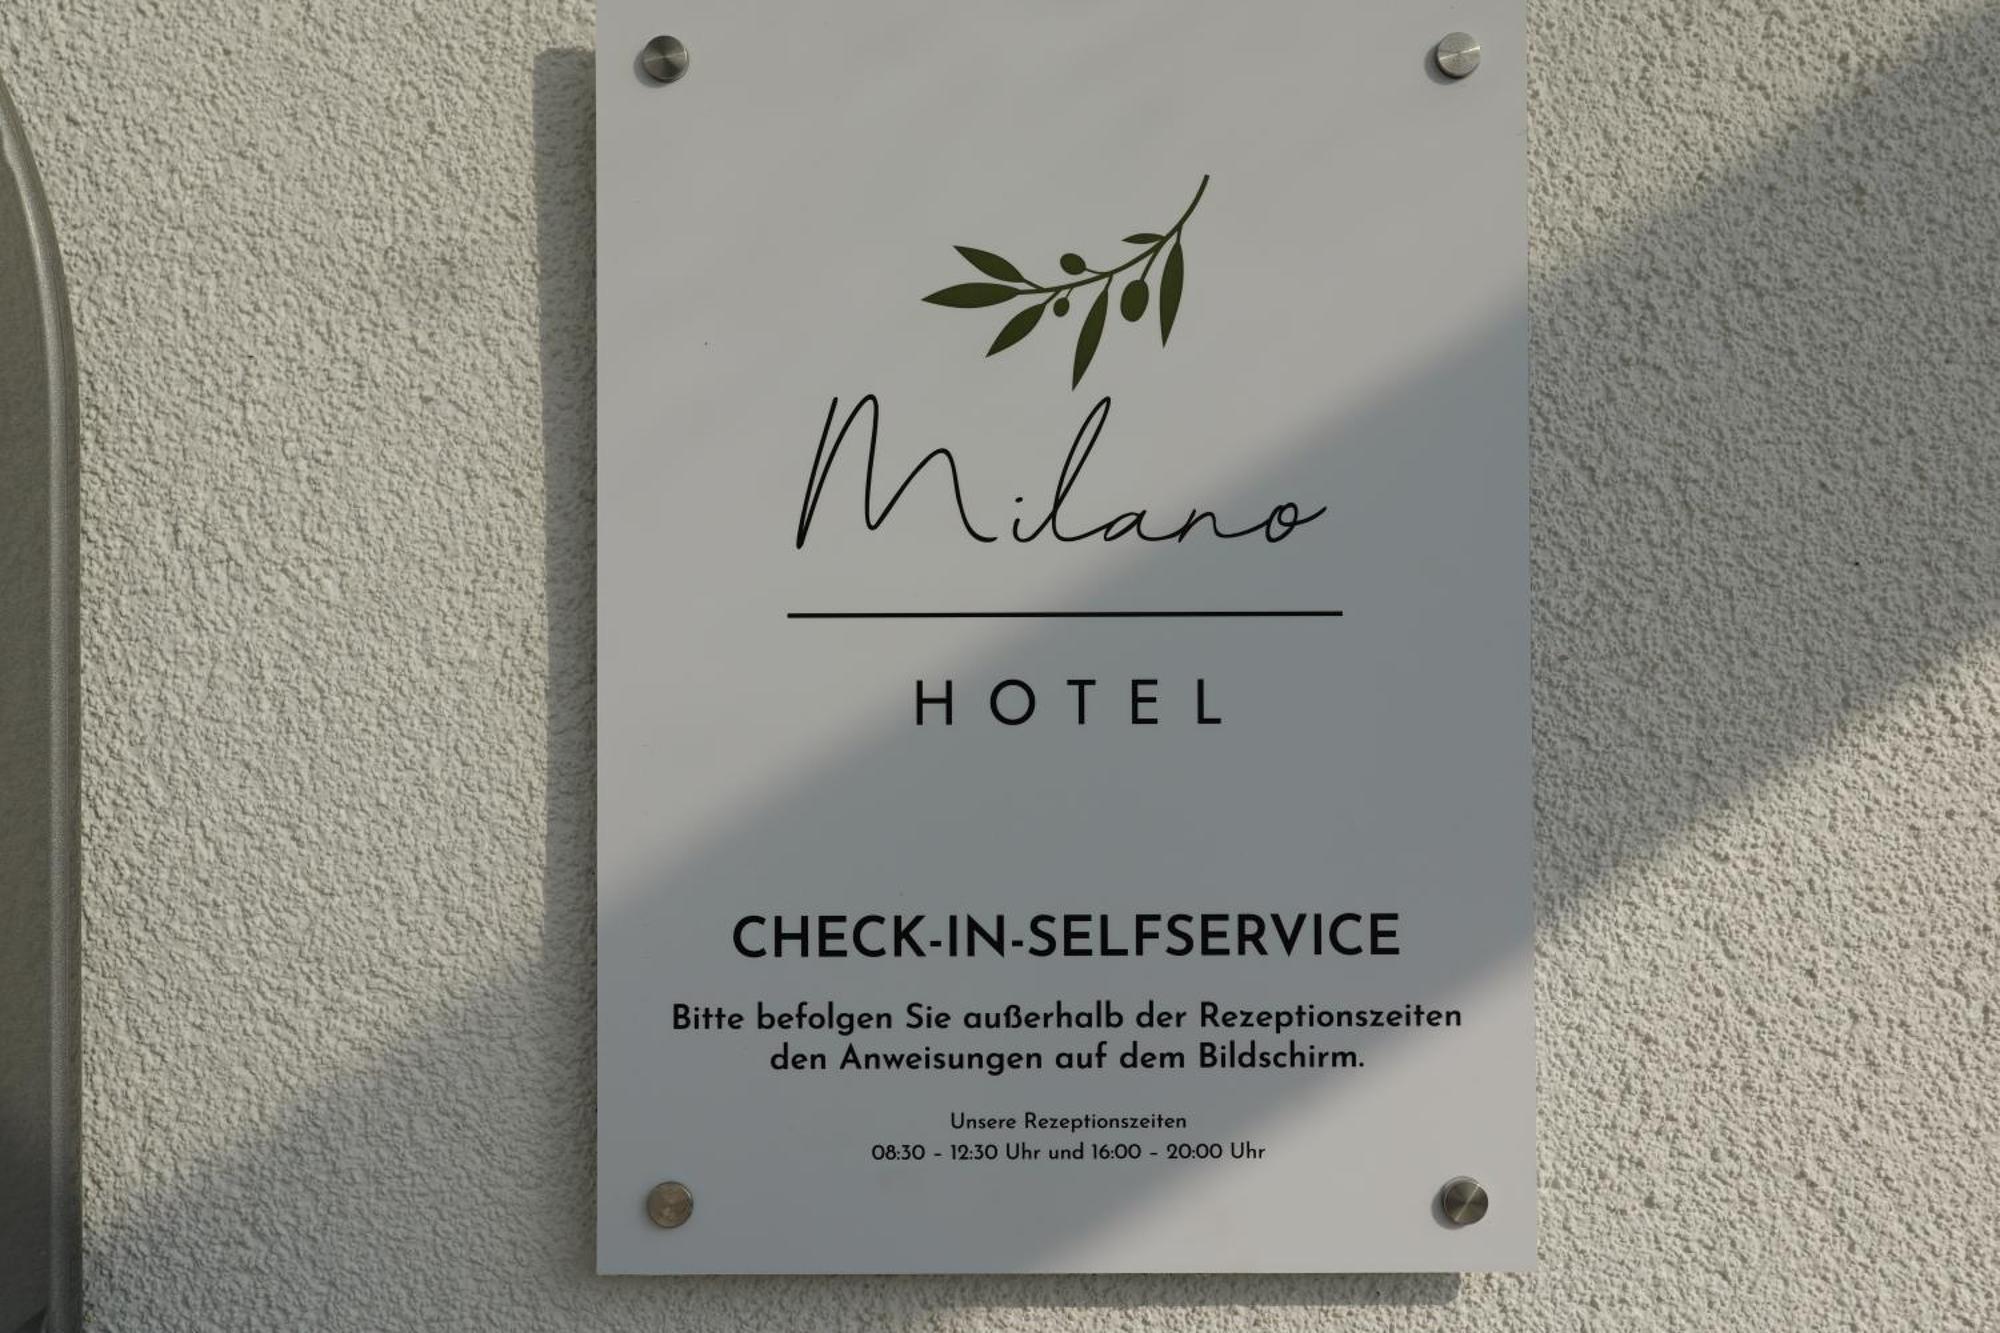 Milano
HOTEL
CHECK-IN-SELFSERVICE
Bitte befolgen Sie außerhalb der Rezeptionszeiten
den Anweisungen auf dem Bildschirm.
Unsere Rezeptionszeiten
08:30 – 12:30 Uhr und 16:00 – 20:00 Uhr